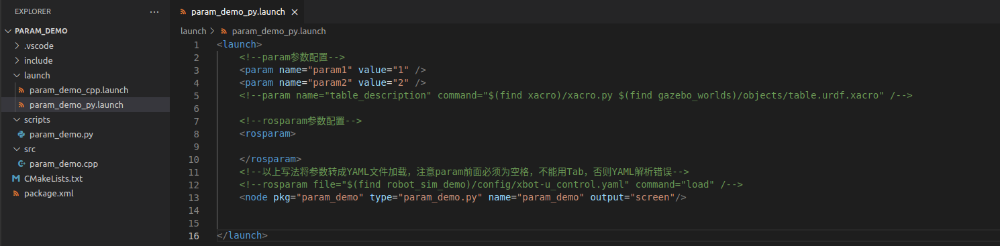 EXPLORER
···
param_demo_py.launch ×
PARAM_DEMO
launch > param_demo_py.launch
.vscode
include
launch
param_demo_cpp.launch
param_demo_py.launch
scripts
param_demo.py
src
param_demo.cpp
CMakeLists.txt
package.xml
1 <launch>
2 <!--param参数配置-->
3 <param name="param1" value="1" />
4 <param name="param2" value="2" />
5 <!--param name="table_description" command="$(find xacro)/xacro.py $(find gazebo_worlds)/objects/table.urdf.xacro" /-->
6
7 <!--rosparam参数配置-->
8 <rosparam>
9
10 </rosparam>
11 <!--以上写法将参数转成YAML文件加载，注意param前面必须为空格，不能用Tab，否则YAML解析错误-->
12 <!--rosparam file="$(find robot_sim_demo)/config/xbot-u_control.yaml" command="load" /-->
13 <node pkg="param_demo" type="param_demo.py" name="param_demo" output="screen"/>
14
15
16 </launch>